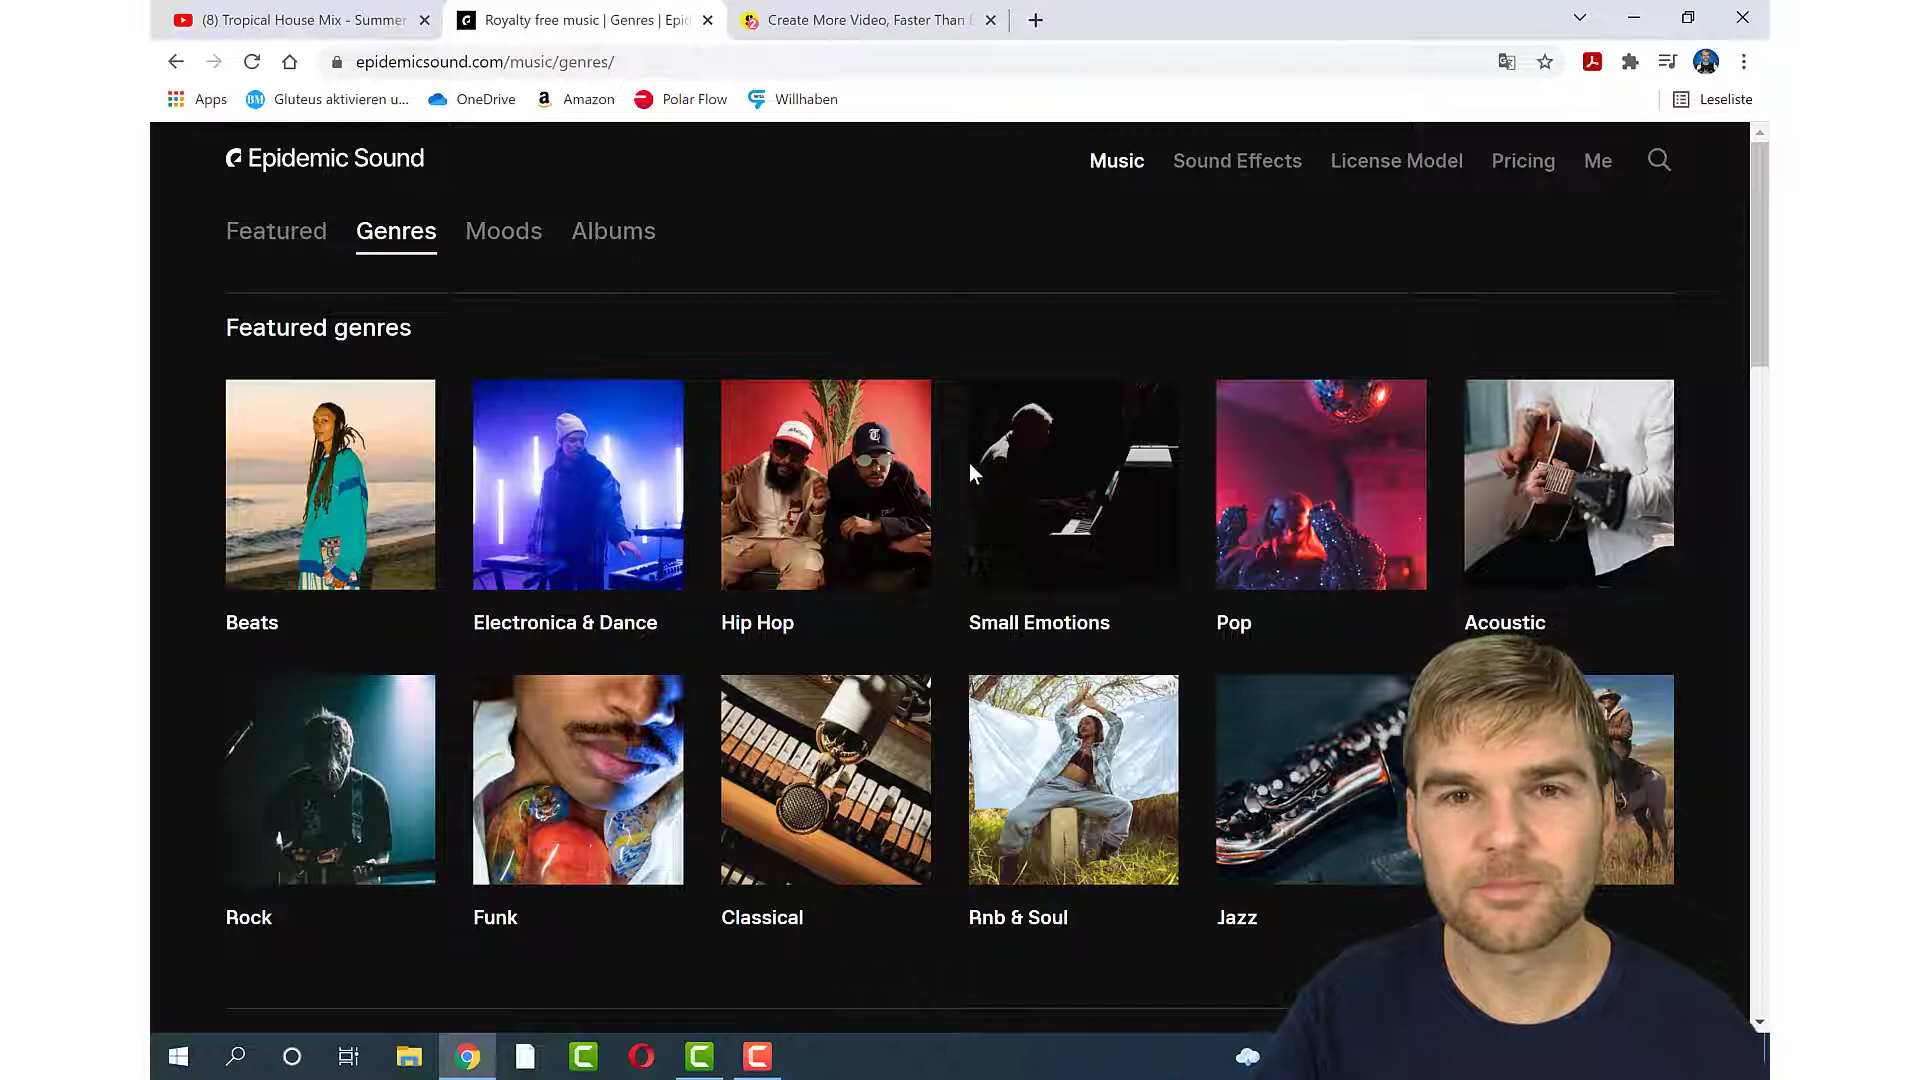 (8) Tropical House Mix - Summer
Royalty free music | Genres | Epid
Create More Video, Faster Than
epidemicsound.com/music/genres/
Apps
Gluteus aktivieren u...
OneDrive
Amazon
Polar Flow
Willhaben
Leseliste
Epidemic Sound
Music
Sound Effects
License Model
Pricing
Me
Featured
Genres
Moods
Albums
Featured genres
Beats
Electronica & Dance
Hip Hop
Small Emotions
Pop
Acoustic
Rock
Funk
Classical
Rnb & Soul
Jazz